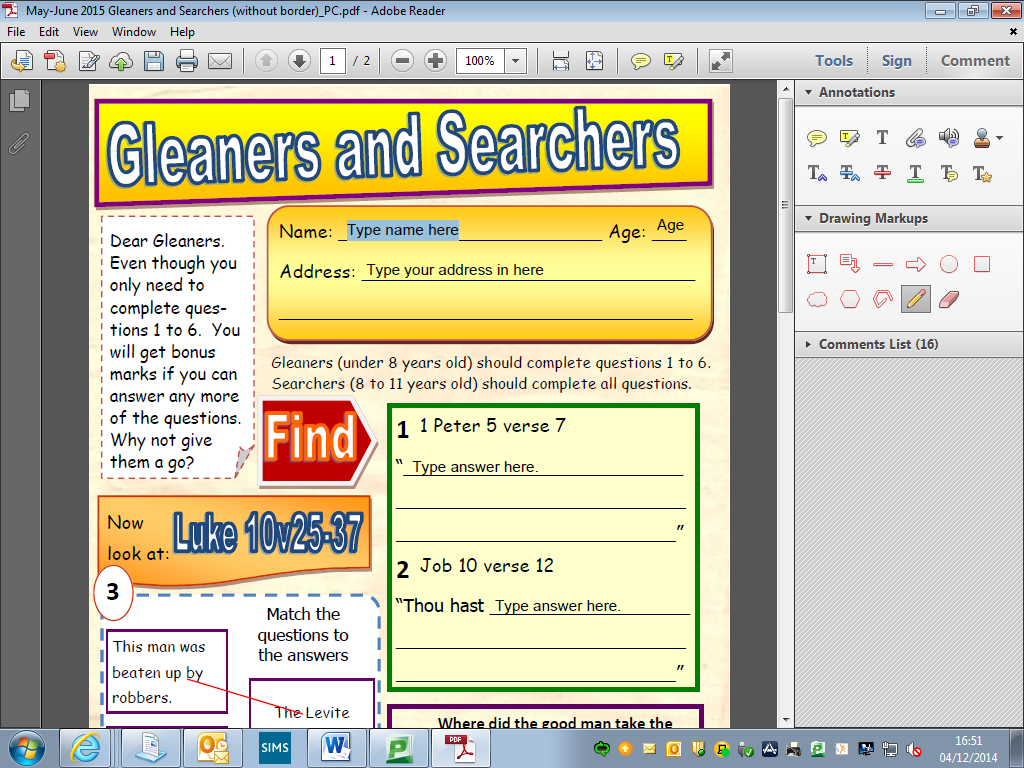 May-June 2015 Gleaners and Searchers (without border)_PC.pdf - Adobe Reader
File Edit View Window Help
1 / 2 100% Tools Sign Comment
Annotations
T
Drawing Markups
Comments List (16)
Gleaners and Searchers
Dear Gleaners.
Even though you
only need to
complete ques-
tions 1 to 6. You
will get bonus
marks if you can
answer any more
of the questions.
Why not give
them a go?
Name: Type name here Age: Age
Address: Type your address in here
Gleaners (under 8 years old) should complete questions 1 to 6.
Searchers (8 to 11 years old) should complete all questions.
Find
1 1 Peter 5 verse 7
“ Type answer here.
”
2 Job 10 verse 12
“Thou hast Type answer here.
”
Now
look at:
Luke 10v25-37
3
Match the
questions to
the answers
This man was
beaten up by
robbers.
The Levite
Where did the good man take the
SIMS
PDF
16:51
04/12/2014